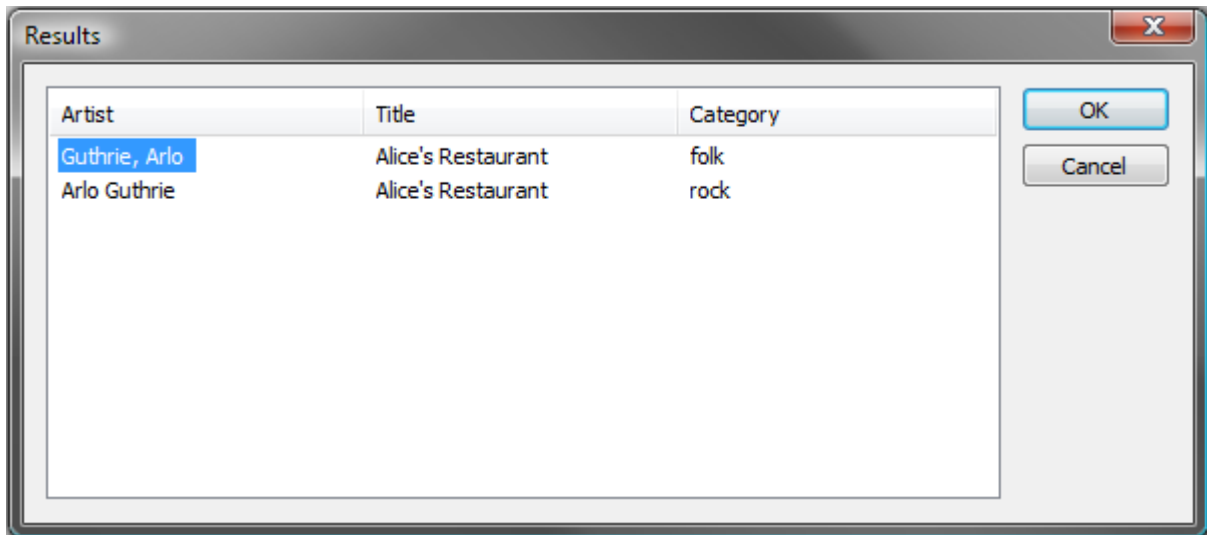 Results
Artist Title Category
Guthrie, Arlo Alice's Restaurant folk
Arlo Guthrie Alice's Restaurant rock
OK
Cancel